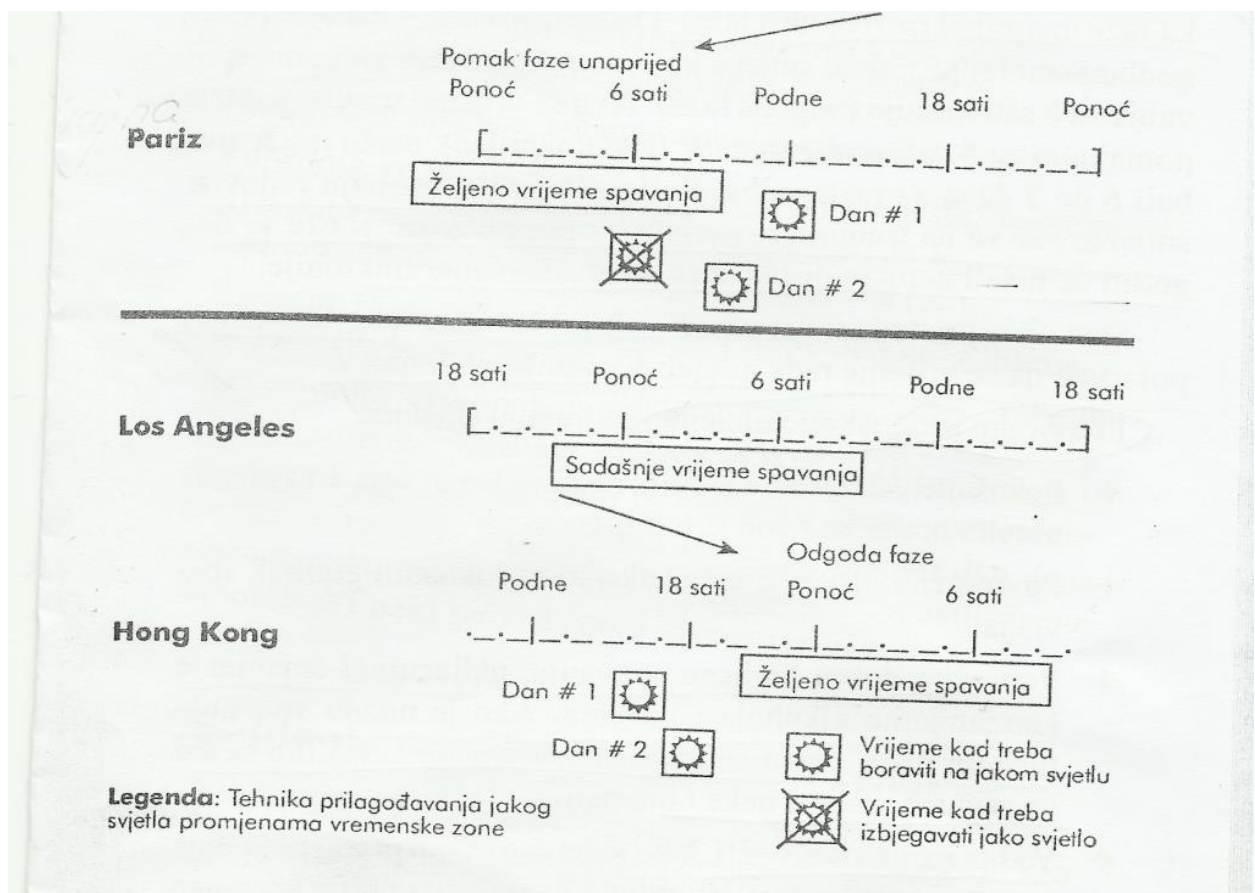 Pomak faze unaprijed
Ponoć 6 sati Podne 18 sati Ponoć
Pariz
Željeno vrijeme spavanja
Dan # 1
Dan # 2
18 sati Ponoć 6 sati Podne 18 sati
Los Angeles
Sadašnje vrijeme spavanja
Odgoda faze
Podne 18 sati Ponoć 6 sati
Hong Kong
Željeno vrijeme spavanja
Dan # 1
Dan # 2
Vrijeme kad treba
boraviti na jakom svjetlu
Vrijeme kad treba
izbjegavati jako svjetlo
Legenda: Tehnika prilagođavanja jakog
svjetla promjenama vremenske zone